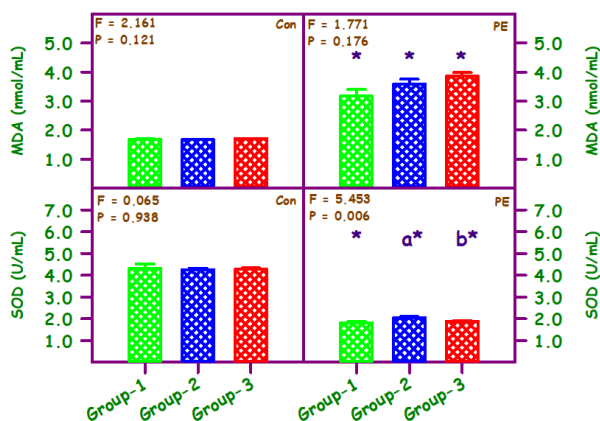 F = 2.161
P = 0.121
Con
F = 1.771
P = 0.176
PE
MDA (nmol/mL)
5.0
4.0
3.0
2.0
1.0
* * *
5.0
4.0
3.0
2.0
1.0
MDA (nmol/mL)
F = 0.065
P = 0.938
Con
F = 5.453
P = 0.006
PE
SOD (U/mL)
7.0
6.0
5.0
4.0
3.0
2.0
1.0
* a* b*
7.0
6.0
5.0
4.0
3.0
2.0
1.0
SOD (U/mL)
Group-1
Group-2
Group-3
Group-1
Group-2
Group-3